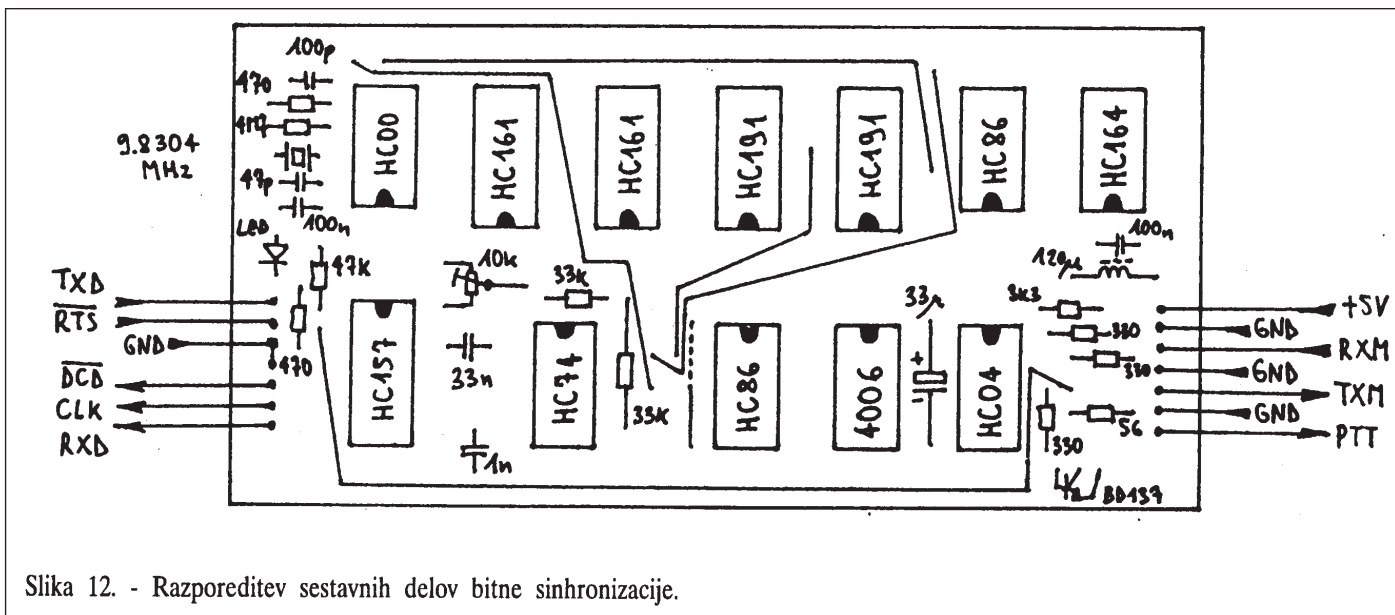 100p
470
4M7
9.8304
MHz
47p
100n
LED
HC00
HC161
HC161
HC191
HC191
HC86
HC164
100n
120µ
47k
10k
33k
33µ
3k3
330
330
TXD
RTS
GND
DCD
CLK
RXD
470
HC157
33n
1n
HC74
33k
HC86
4006
HC04
330
56
BD137
+5V
GND
RXM
GND
TXM
GND
PTT
Slika 12. - Razporeditev sestavnih delov bitne sinhronizacije.